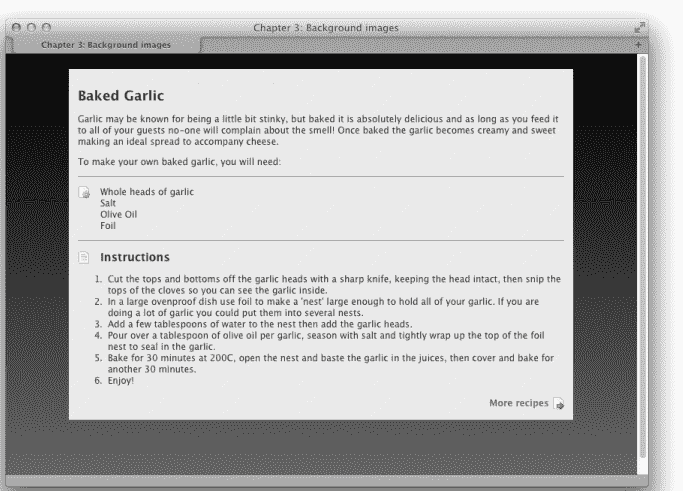 Chapter 3: Background images
Chapter 3: Background images
Baked Garlic
Garlic may be known for being a little bit stinky, but baked it is absolutely delicious and as long as you feed it
to all of your guests no-one will complain about the smell! Once baked the garlic becomes creamy and sweet
making an ideal spread to accompany cheese.
To make your own baked garlic, you will need:
Whole heads of garlic
Salt
Olive Oil
Foil
Instructions
1. Cut the tops and bottoms off the garlic heads with a sharp knife, keeping the head intact, then snip the
tops of the cloves so you can see the garlic inside.
2. In a large ovenproof dish use foil to make a 'nest' large enough to hold all of your garlic. If you are
doing a lot of garlic you could put them into several nests.
3. Add a few tablespoons of water to the nest then add the garlic heads.
4. Pour over a tablespoon of olive oil per garlic, season with salt and tightly wrap up the top of the foil
nest to seal in the garlic.
5. Bake for 30 minutes at 200C, open the nest and baste the garlic in the juices, then cover and bake for
another 30 minutes.
6. Enjoy!
More recipes